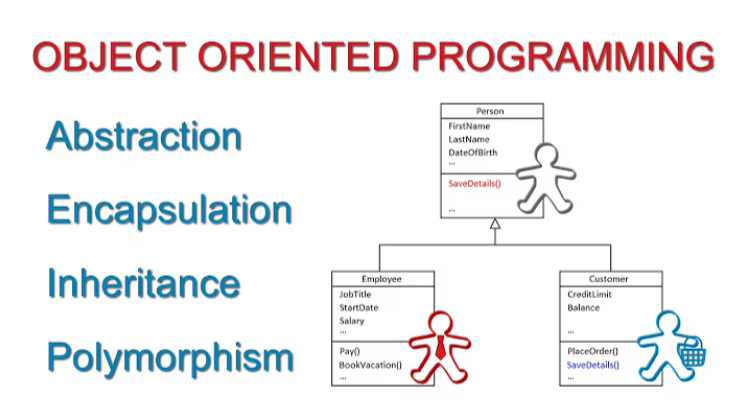 OBJECT ORIENTED PROGRAMMING
Abstraction
Encapsulation
Inheritance
Polymorphism
Person
FirstName
LastName
DateOfBirth
...
SaveDetails()
...
Employee
JobTitle
StartDate
Salary
...
Pay()
BookVacation()
...
Customer
CreditLimit
Balance
...
PlaceOrder()
SaveDetails()
...